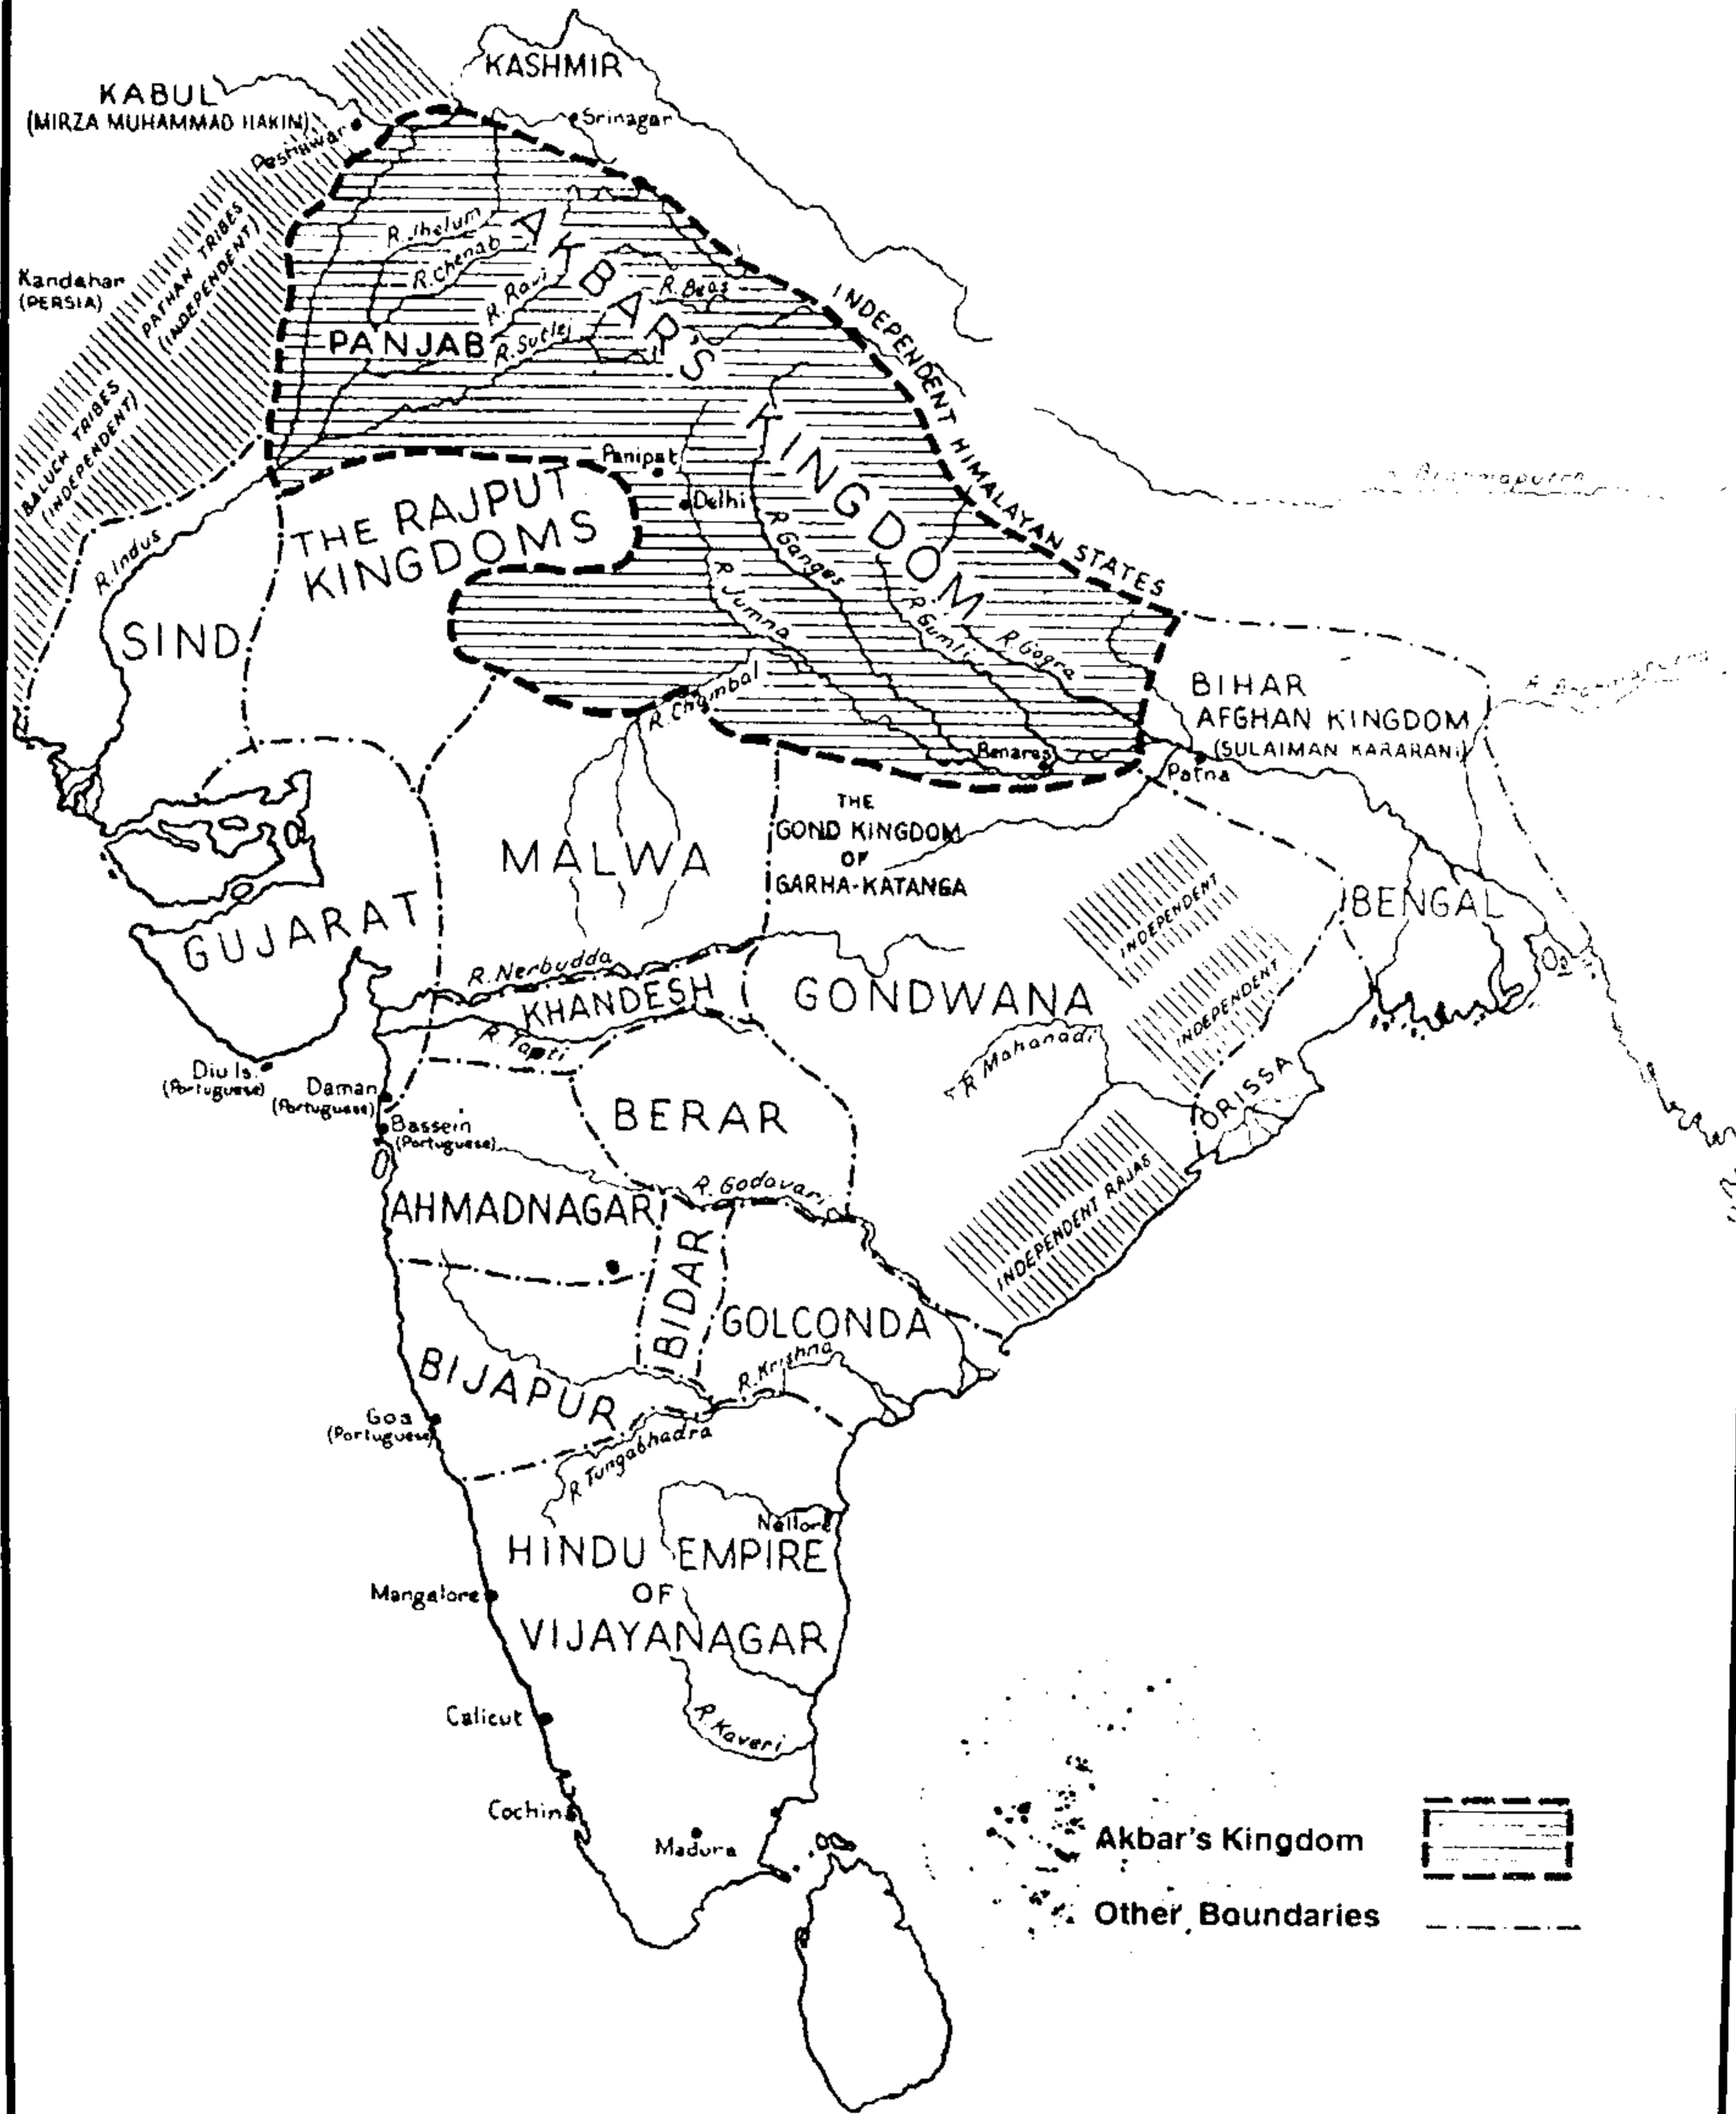 KASHMIR
KABUL
(MIRZA MUHAMMAD HAKIN)
Srinagar
Peshawar
R. Jhelum
R. Chenab
R. Ravi
R. Beas
R. Sutlej
PANJAB
AKBAR'S
KINGDOM
Kandahar
(PERSIA)
PATHAN TRIBES
(INDEPENDENT)
BALUCH TRIBES
(INDEPENDENT)
INDEPENDENT HIMALAYAN STATES
Panipat
Delhi
THE RAJPUT
KINGDOMS
R. Indus
SIND
R. Ganges
R. Jumna
R. Gumti
R. Gogra
R. Chambal
Benares
R. Brahmaputra
R. Brahmaputra
BIHAR
AFGHAN KINGDOM
(SULAIMAN KARARANI)
Patna
THE
GOND KINGDOM
OF
GARHA-KATANGA
MALWA
GUJARAT
BENGAL
INDEPENDENT
INDEPENDENT
R. Nerbudda
KHANDESH
R. Tapti
GONDWANA
R. Mahanadi
ORISSA
Diu Is.
(Portuguese)
Daman
(Portuguese)
Bassein
(Portuguese)
BERAR
R. Godavari
AHMADNAGAR
INDEPENDENT RAJAS
BIDAR
GOLCONDA
R. Krishna
BIJAPUR
Goa
(Portuguese)
R Tungabhadra
Nellore
HINDU EMPIRE
OF
VIJAYANAGAR
Mangalore
Calicut
R. Kaveri
Cochin
Madura
Akbar's Kingdom
Other Boundaries